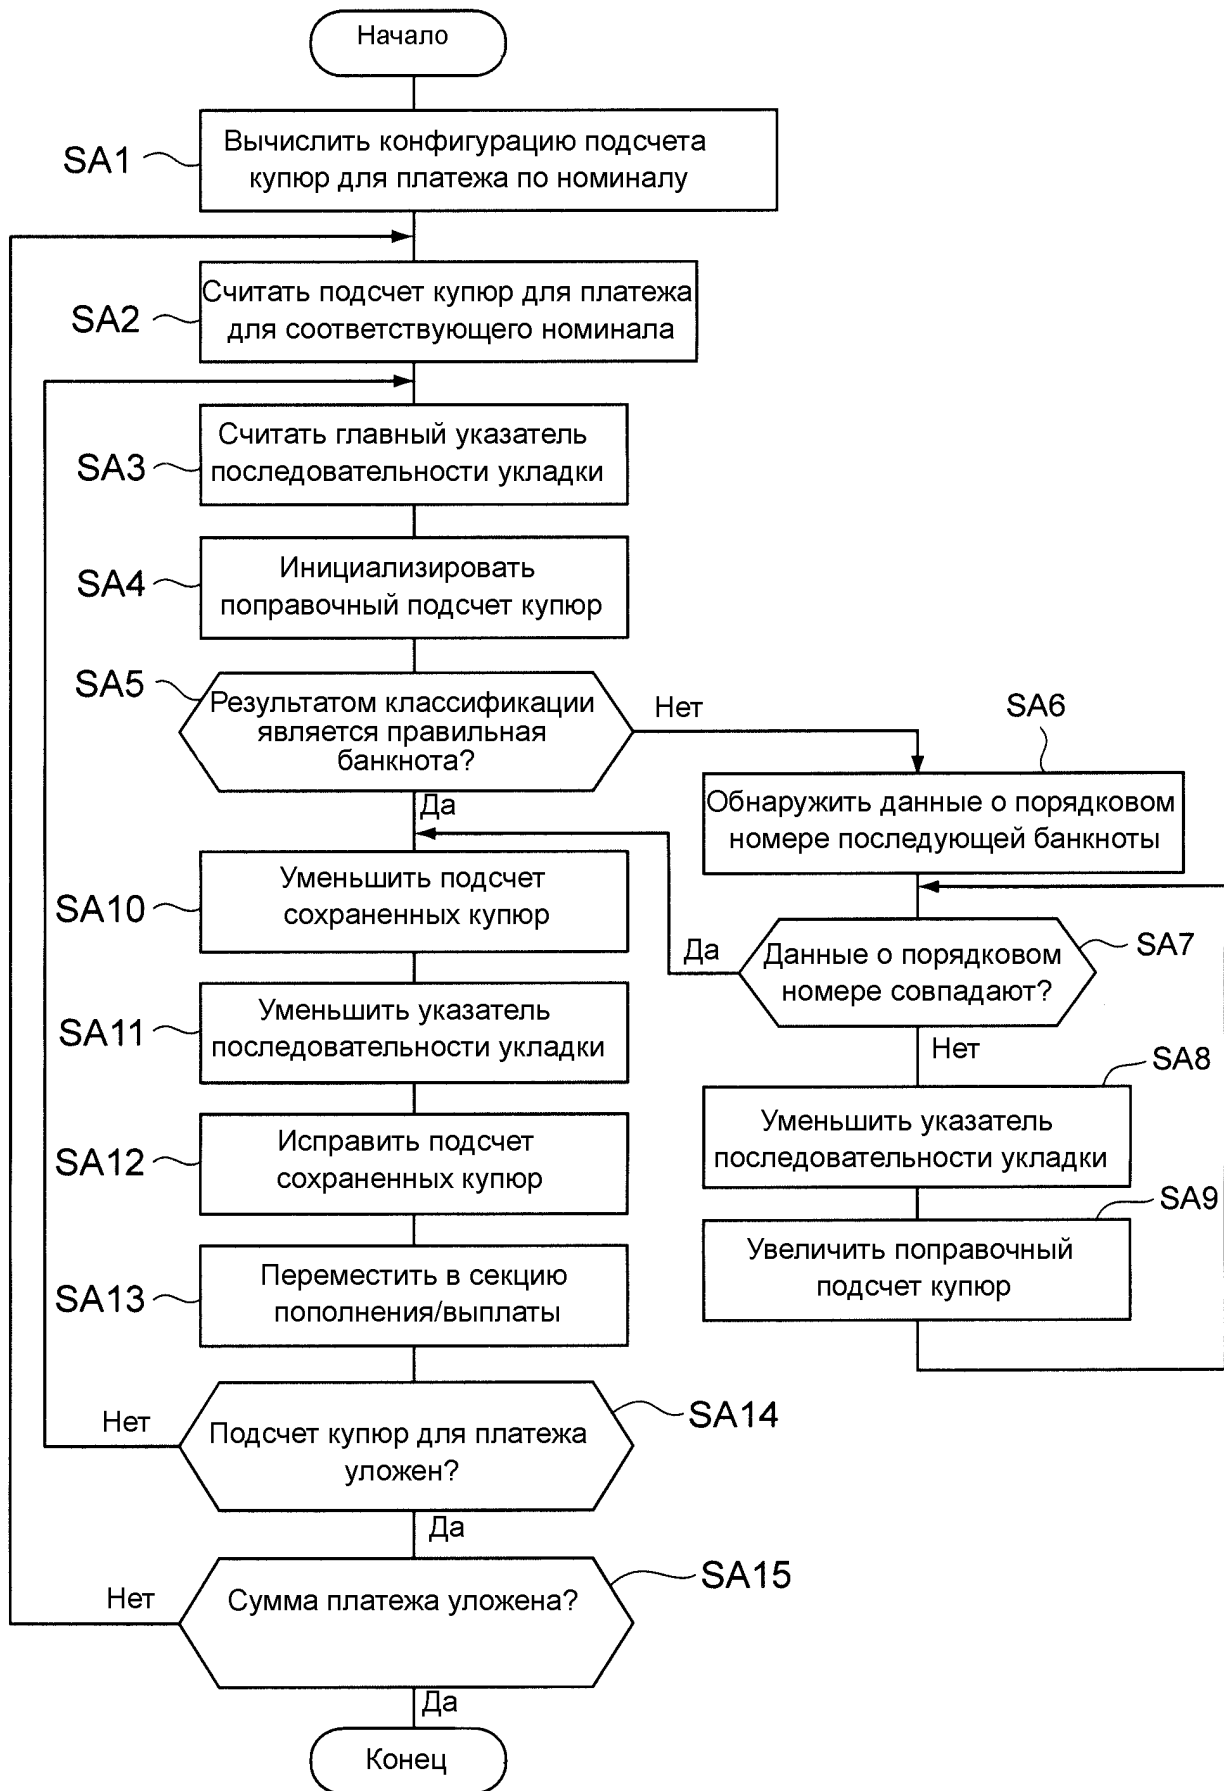 Начало
SA1
Вычислить конфигурацию подсчета
купюр для платежа по номиналу
SA2
Считать подсчет купюр для платежа
для соответствующего номинала
SA3
Считать главный указатель
последовательности укладки
SA4
Инициализировать
поправочный подсчет купюр
SA5
Результатом классификации
является правильная
банкнота?
Нет
Да
SA6
Обнаружить данные о порядковом
номере последующей банкноты
SA7
Данные о порядковом
номере совпадают?
Да
Нет
SA8
Уменьшить указатель
последовательности укладки
SA9
Увеличить поправочный
подсчет купюр
SA10
Уменьшить подсчет
сохраненных купюр
SA11
Уменьшить указатель
последовательности укладки
SA12
Исправить подсчет
сохраненных купюр
SA13
Переместить в секцию
пополнения/выплаты
SA14
Подсчет купюр для платежа
уложен?
Нет
Да
SA15
Сумма платежа уложена?
Нет
Да
Конец